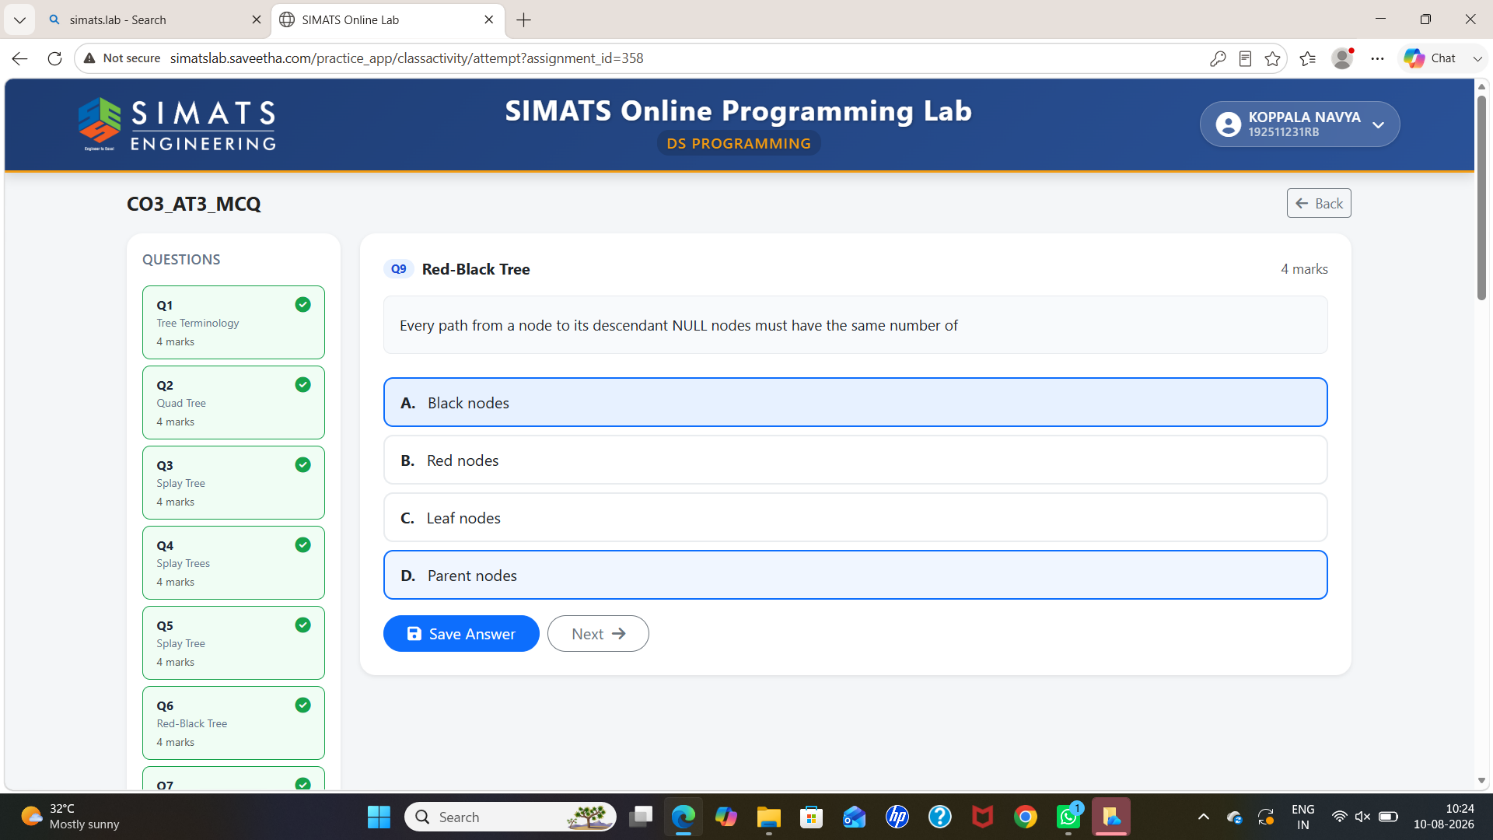 simats.lab - Search
SIMATS Online Lab
Not secure simatslab.saveetha.com/practice_app/classactivity/attempt?assignment_id=358
Chat
SIMATS
ENGINEERING
SIMATS Online Programming Lab
DS PROGRAMMING
KOPPALA NAVYA
192511231RB
CO3_AT3_MCQ
Back
QUESTIONS
Q1
Tree Terminology
4 marks
Q2
Quad Tree
4 marks
Q3
Splay Tree
4 marks
Q4
Splay Trees
4 marks
Q5
Splay Tree
4 marks
Q6
Red-Black Tree
4 marks
Q7
Q9 Red-Black Tree
4 marks
Every path from a node to its descendant NULL nodes must have the same number of
A. Black nodes
B. Red nodes
C. Leaf nodes
D. Parent nodes
Save Answer
Next
32°C
Mostly sunny
Search
1
ENG
IN
10:24
10-08-2026